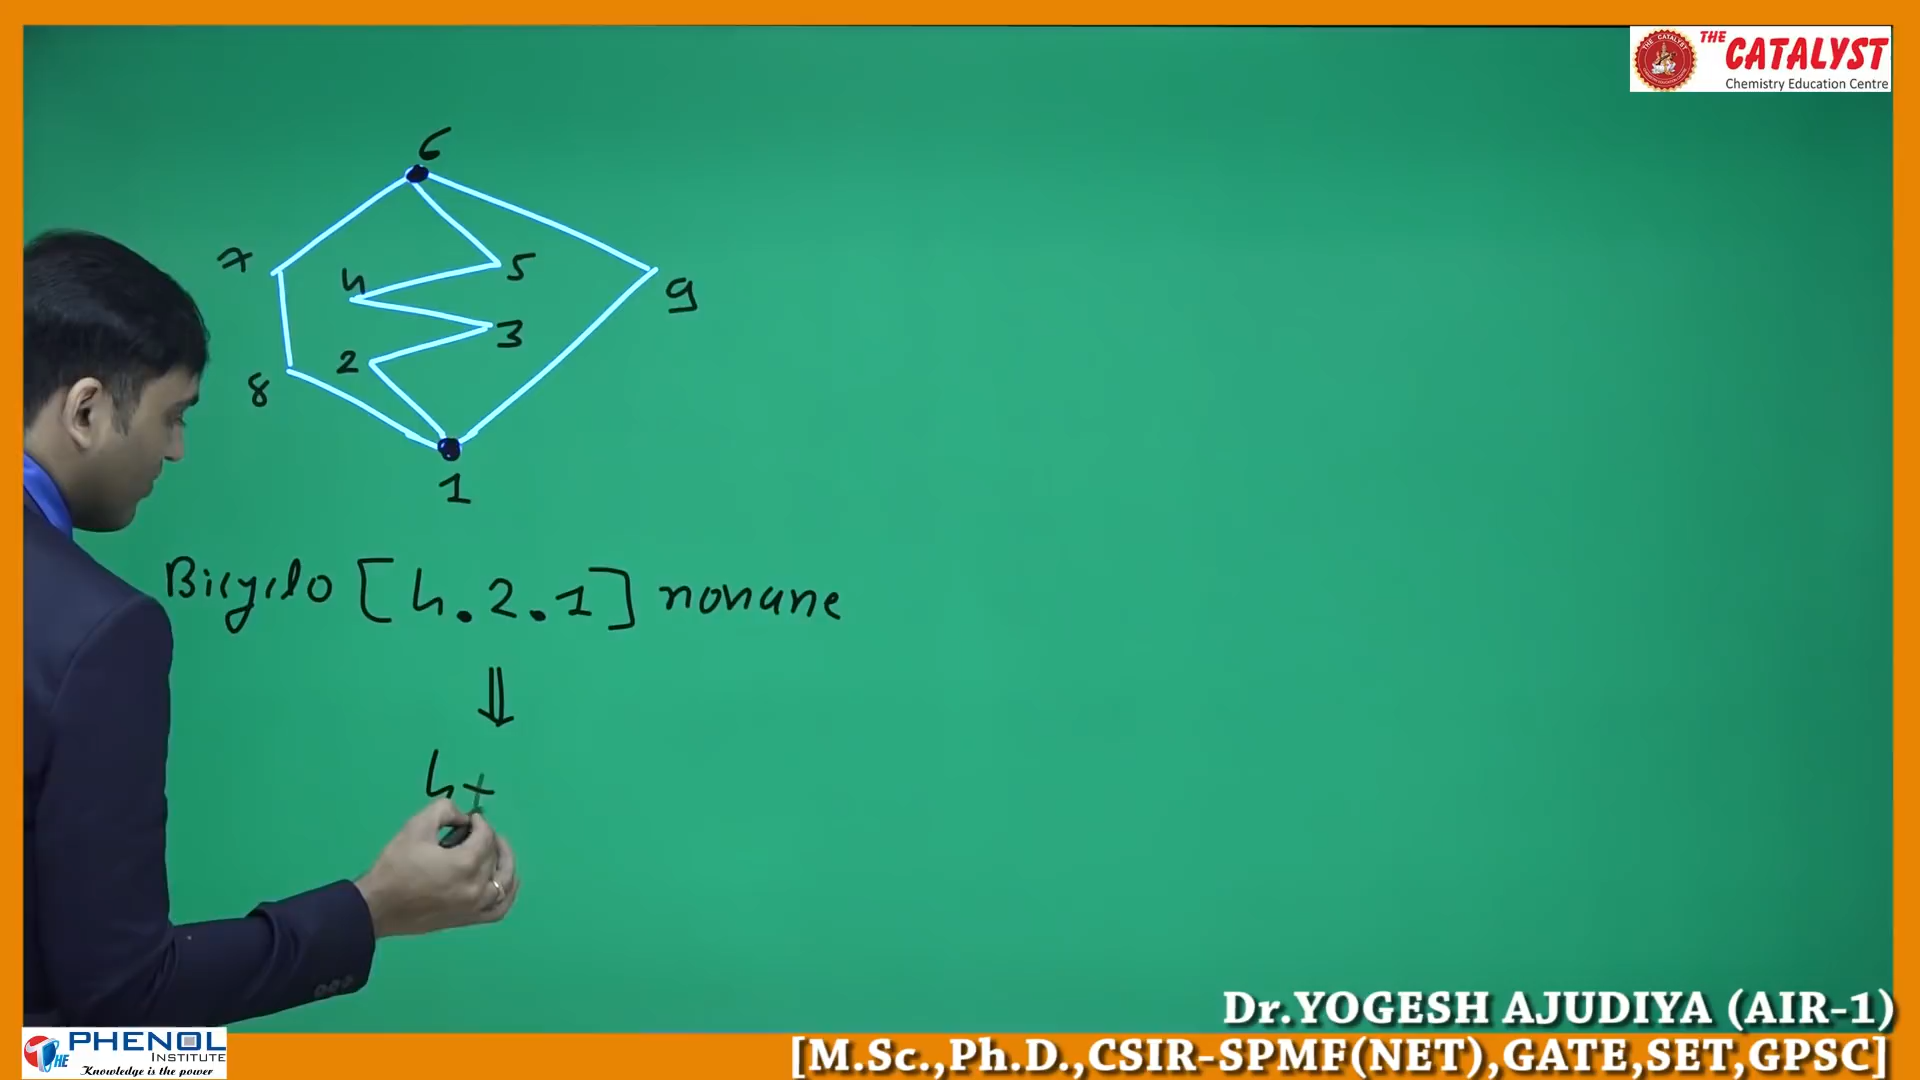 THE CATALYST
Chemistry Education Centre
6
7
4
5
9
3
2
8
1
Bicyclo [4.2.1] nonane
⇓
4+
Dr.YOGESH AJUDIYA (AIR-1)
[M.Sc.,Ph.D.,CSIR-SPMF(NET),GATE,SET,GPSC]
THE PHENOL
INSTITUTE
Knowledge is the power